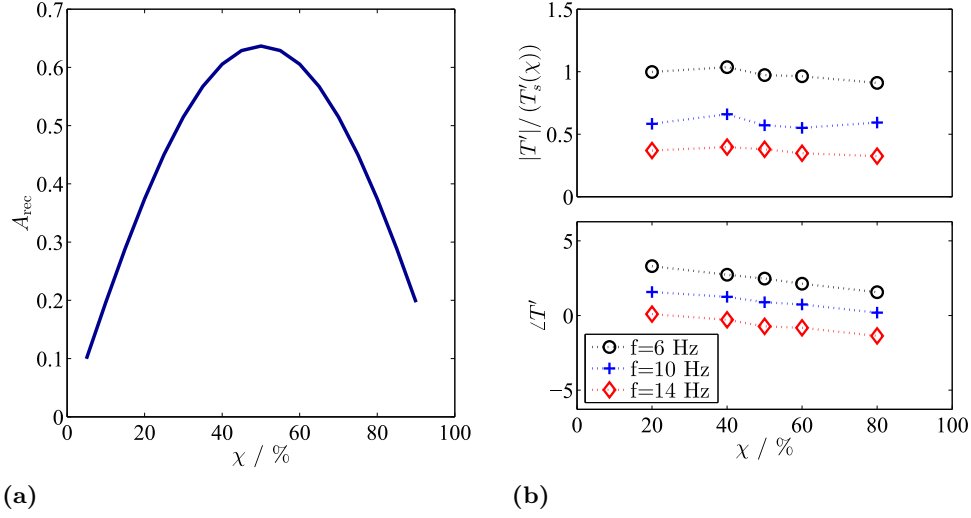 0.7
0.6
0.5
0.4
0.3
0.2
0.1
0
A_rec
0 20 40 60 80 100
χ / %
(a)
1.5
1
0.5
0
|T′|/(T′_s(χ))
5
0
−5
∠T′
f=6 Hz
f=10 Hz
f=14 Hz
0 20 40 60 80 100
χ / %
(b)